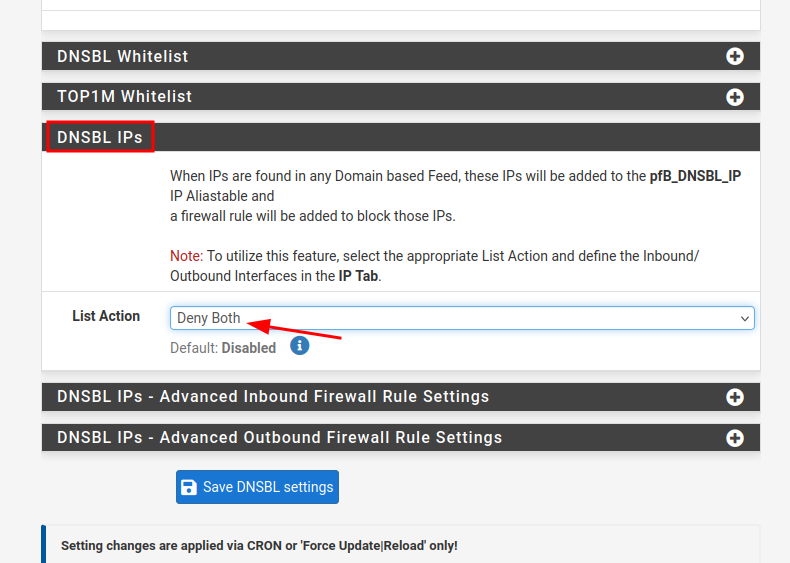 DNSBL Whitelist
TOP1M Whitelist
DNSBL IPs
When IPs are found in any Domain based Feed, these IPs will be added to the pfB_DNSBL_IP
IP Aliastable and
a firewall rule will be added to block those IPs.
Note: To utilize this feature, select the appropriate List Action and define the Inbound/
Outbound Interfaces in the IP Tab.
List Action
Deny Both
Default: Disabled
DNSBL IPs - Advanced Inbound Firewall Rule Settings
DNSBL IPs - Advanced Outbound Firewall Rule Settings
Save DNSBL settings
Setting changes are applied via CRON or 'Force Update|Reload' only!